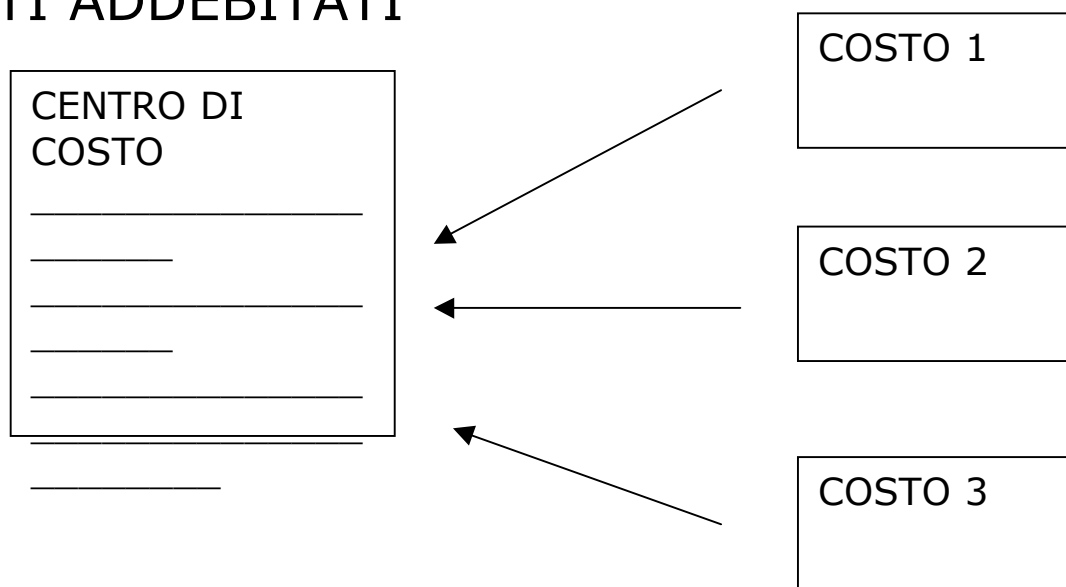 TI ADDEBITATI
CENTRO DI
COSTO
COSTO 1
COSTO 2
COSTO 3